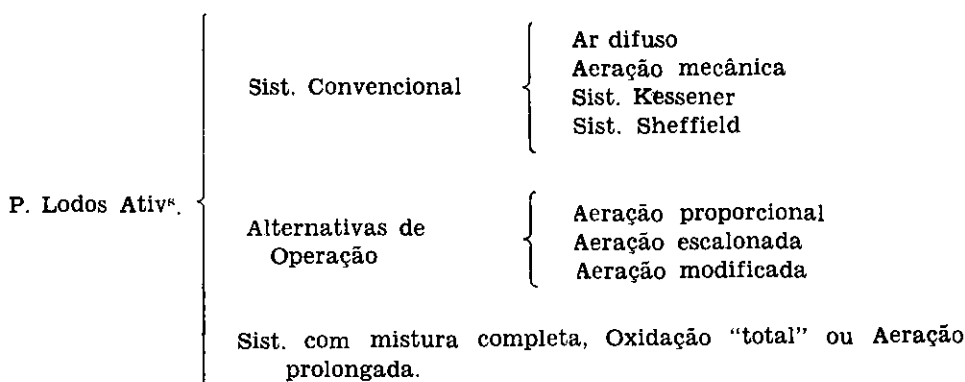 Ar difuso
Sist. Convencional Aeração mecânica
Sist. Kessener
Sist. Sheffield
P. Lodos Ativˢ.
Alternativas de Operação
Aeração proporcional
Aeração escalonada
Aeração modificada
Sist. com mistura completa, Oxidação “total” ou Aeração
prolongada.